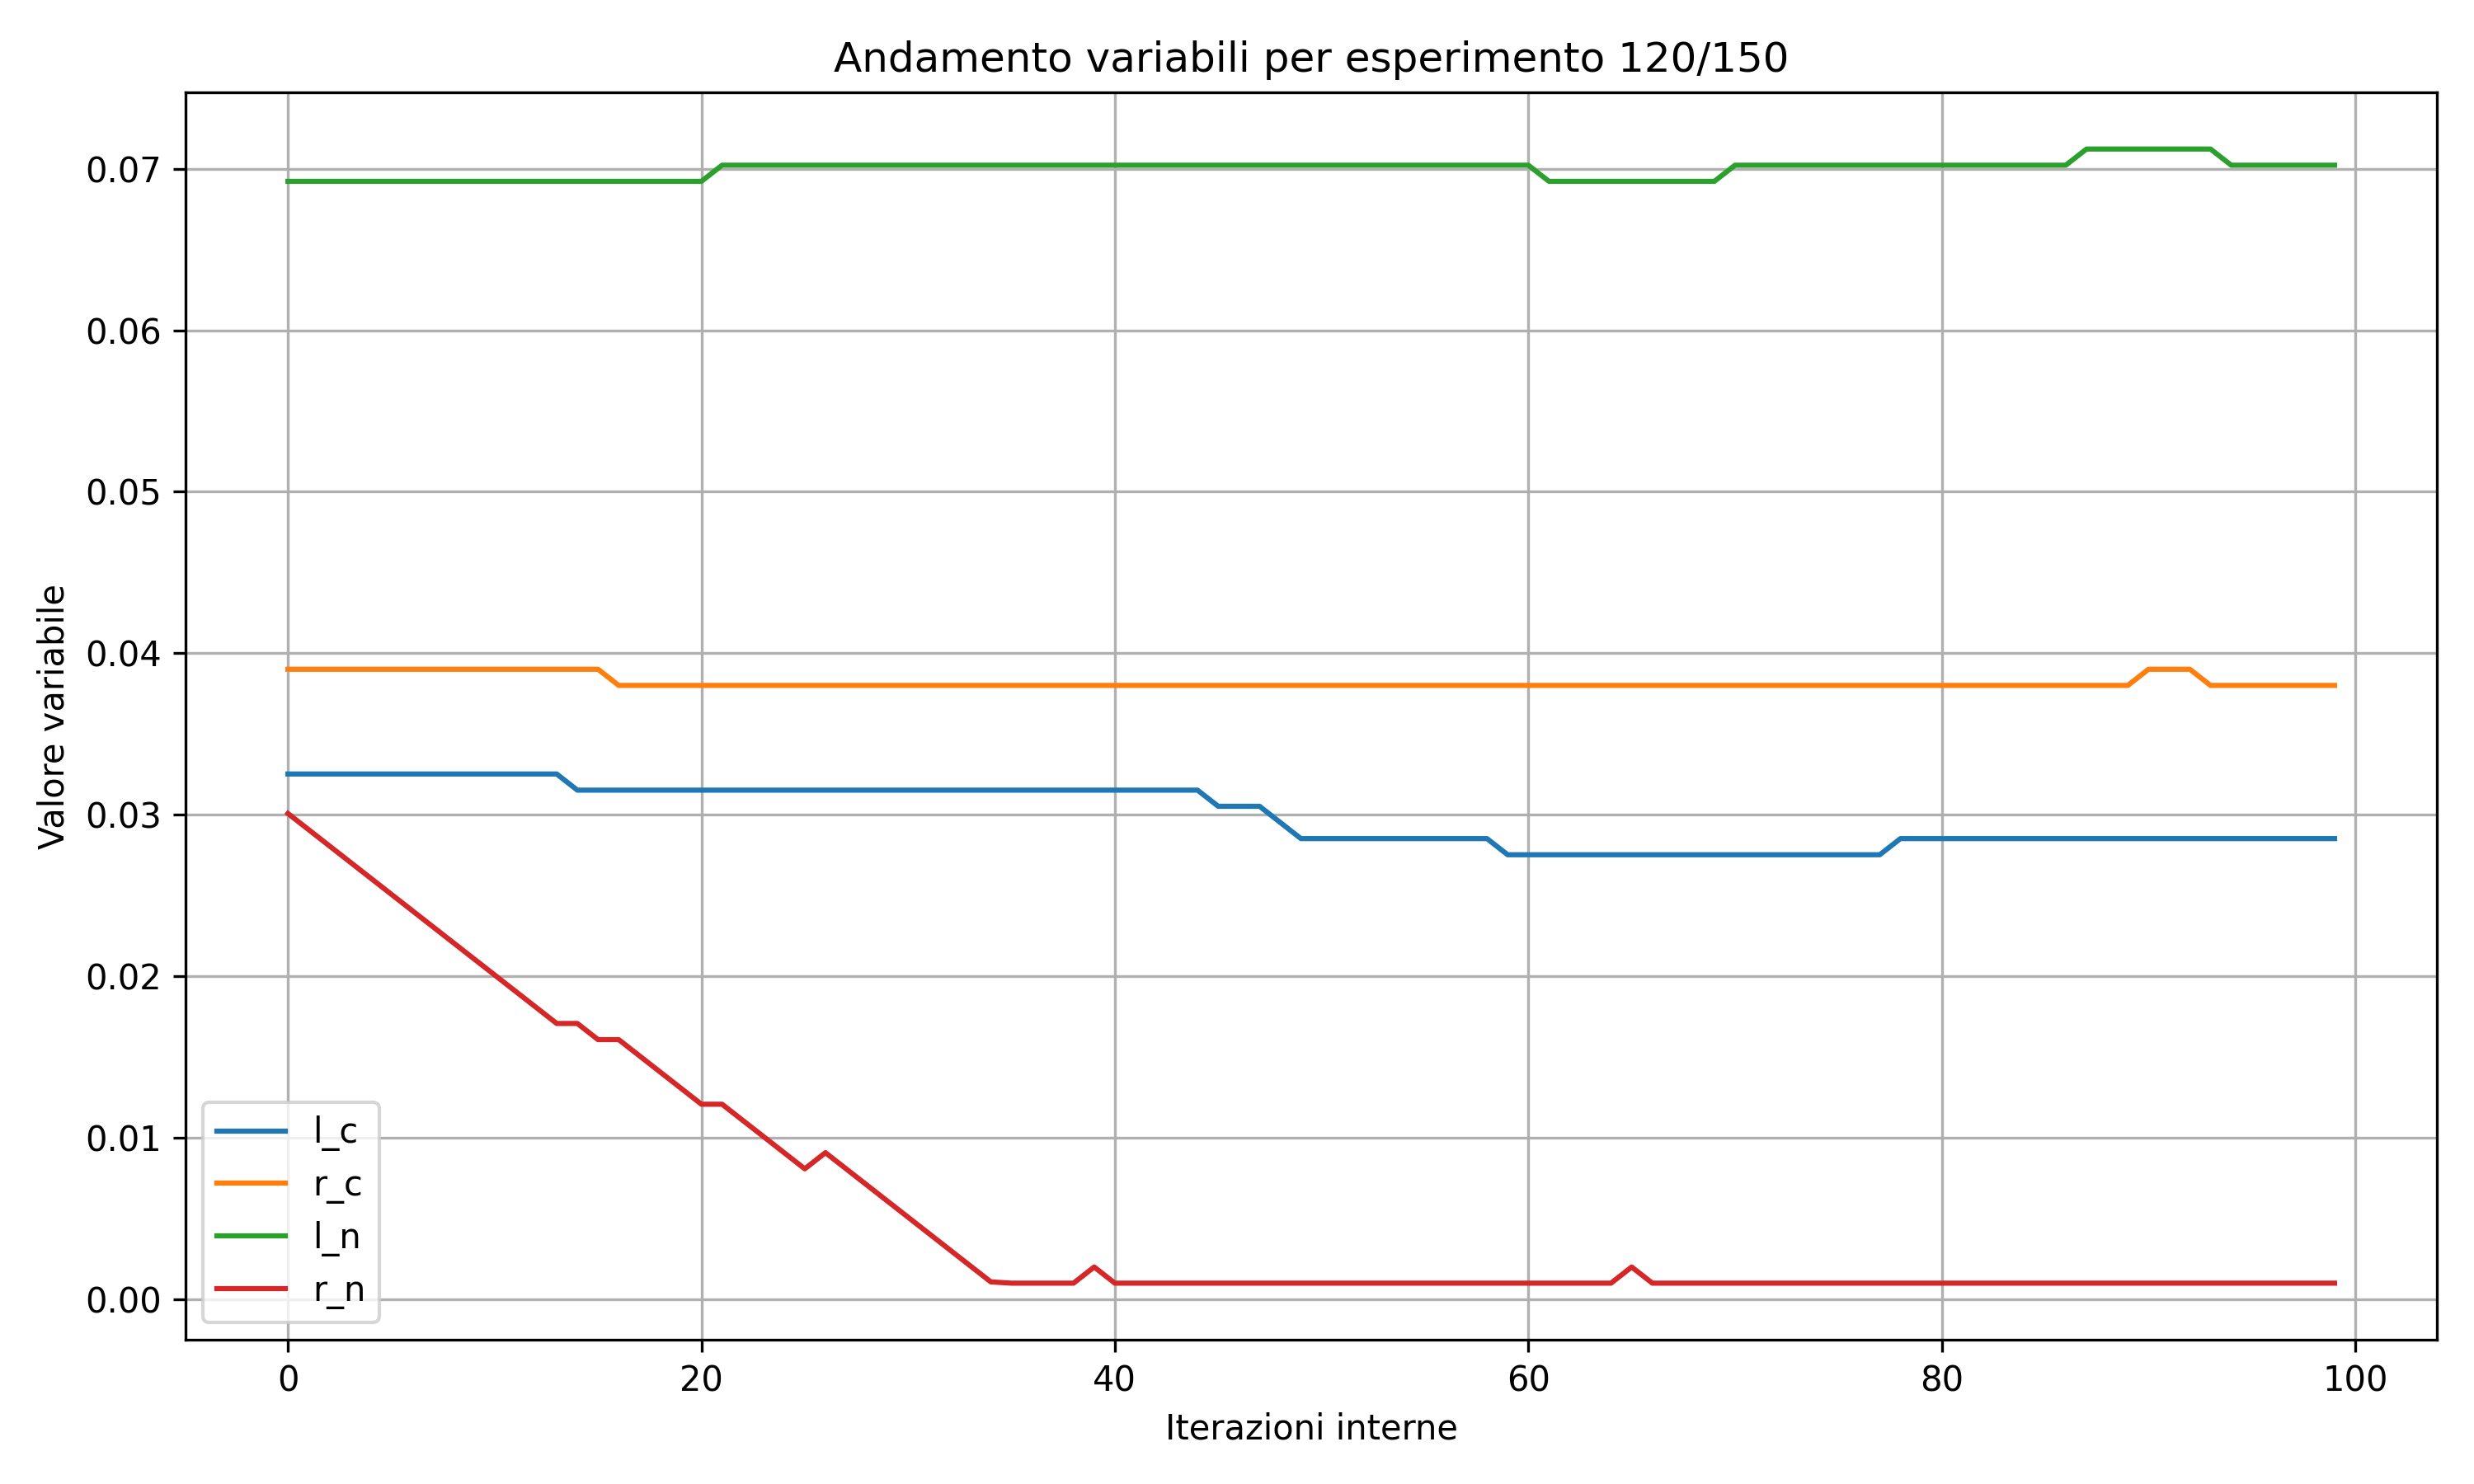 Andamento variabili per esperimento 120/150
Valore variabile
0.07
0.06
0.05
0.04
0.03
0.02
0.01
0.00
l_c
r_c
l_n
r_n
0 20 40 60 80 100
Iterazioni interne